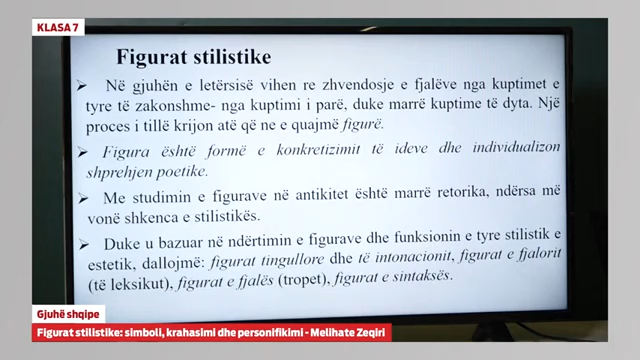 KLASA 7
Figurat stilistike
➤ Në gjuhën e letërsisë vihen re zhvendosje e fjalëve nga kuptimet e
tyre të zakonshme- nga kuptimi i parë, duke marrë kuptime të dyta. Një
proces i tillë krijon atë që ne e quajmë figurë.
➤ Figura është formë e konkretizimit të ideve dhe individualizon
shprehjen poetike.
➤ Me studimin e figurave në antikitet është marrë retorika, ndërsa më
vonë shkenca e stilistikës.
➤ Duke u bazuar në ndërtimin e figurave dhe funksionin e tyre stilistik e
estetik, dallojmë: figurat tingullore dhe të intonacionit, figurat e fjalorit
(të leksikut), figurat e fjalës (tropet), figurat e sintaksës.
Gjuhë shqipe
Figurat stilistike: simboli, krahasimi dhe personifikimi - Melihate Zeqiri